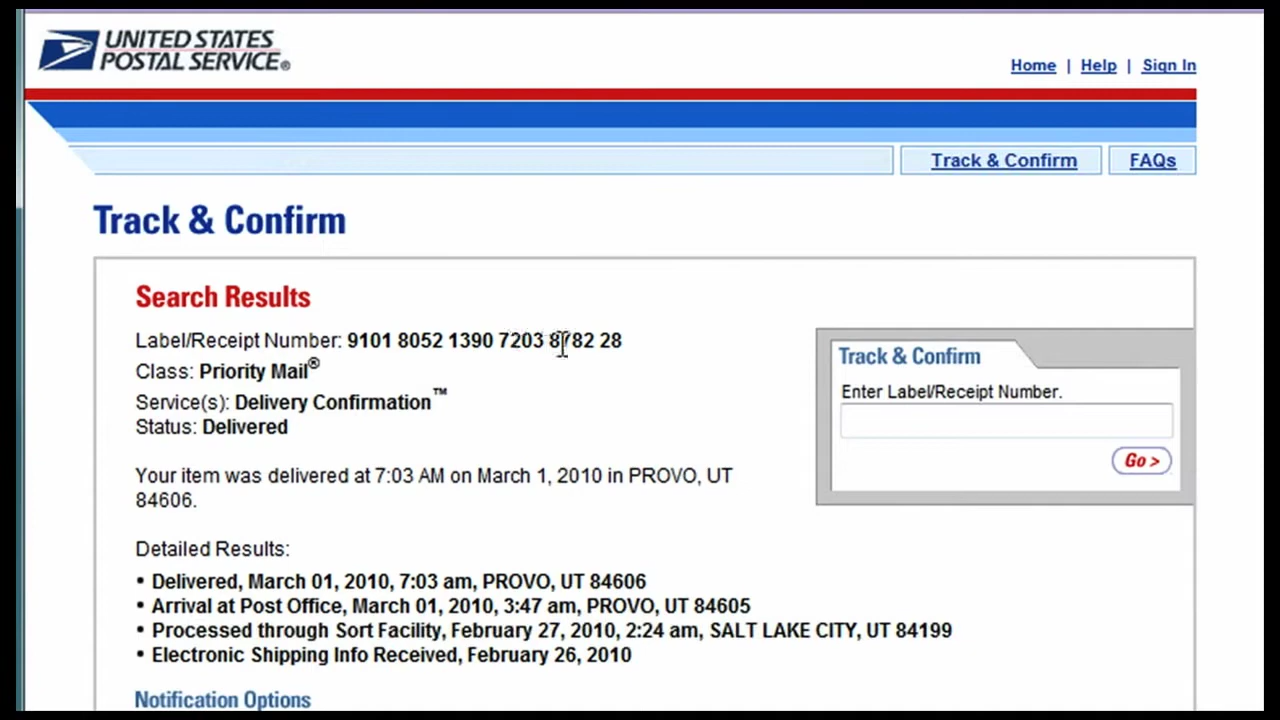 UNITED STATES
POSTAL SERVICE®
Home | Help | Sign In
Track & Confirm
FAQs
Track & Confirm
Search Results
Label/Receipt Number: 9101 8052 1390 7203 8782 28
Class: Priority Mail®
Service(s): Delivery Confirmation™
Status: Delivered
Your item was delivered at 7:03 AM on March 1, 2010 in PROVO, UT
84606.
Detailed Results:
• Delivered, March 01, 2010, 7:03 am, PROVO, UT 84606
• Arrival at Post Office, March 01, 2010, 3:47 am, PROVO, UT 84605
• Processed through Sort Facility, February 27, 2010, 2:24 am, SALT LAKE CITY, UT 84199
• Electronic Shipping Info Received, February 26, 2010
Notification Options
Track & Confirm
Enter Label/Receipt Number.
Go >